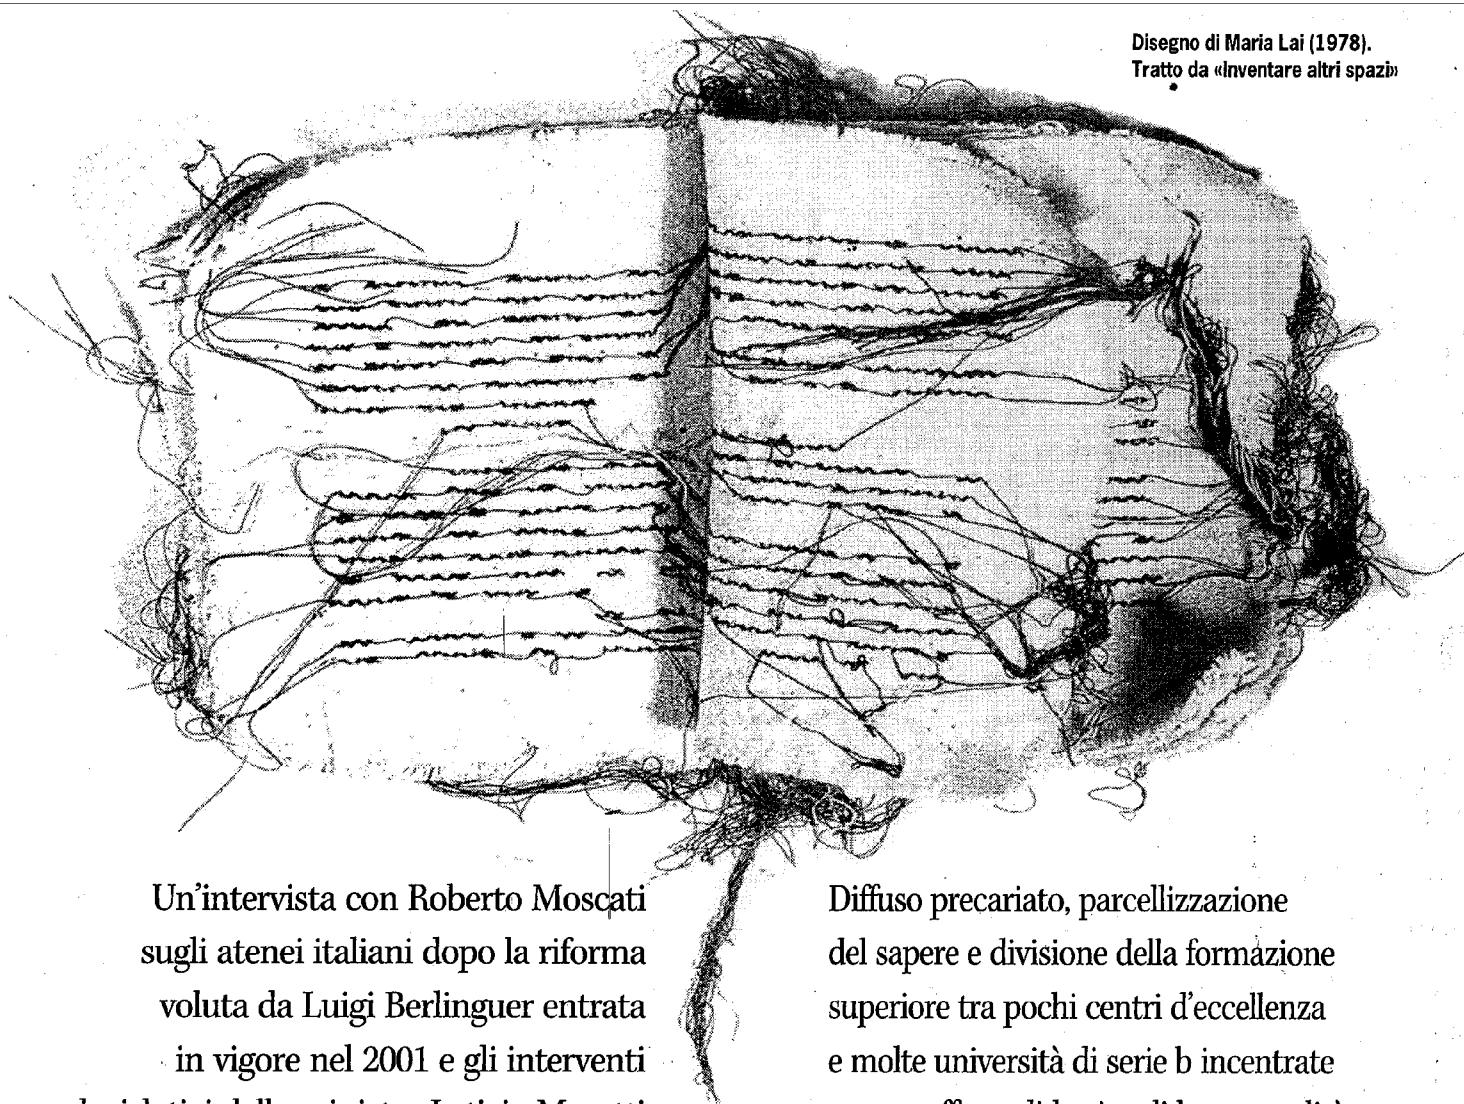 Disegno di Maria Lai (1978).
Tratto da «Inventare altri spazi»
Un'intervista con Roberto Moscati
sugli atenei italiani dopo la riforma
voluta da Luigi Berlinguer entrata
in vigore nel 2001 e gli interventi
Diffuso precariato, parcellizzazione
del sapere e divisione della formazione
superiore tra pochi centri d'eccellenza
e molte università di serie b incentrate